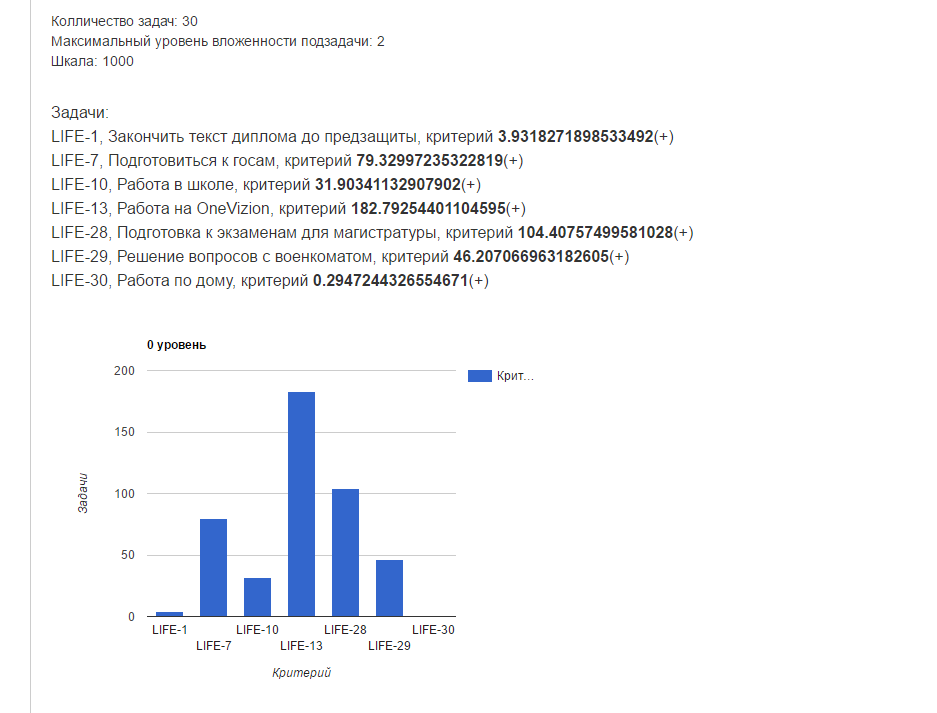 Колличество задач: 30
Максимальный уровень вложенности подзадачи: 2
Шкала: 1000
Задачи:
LIFE-1, Закончить текст диплома до предзащиты, критерий 3.9318271898533492(+)
LIFE-7, Подготовиться к госам, критерий 79.32997235322819(+)
LIFE-10, Работа в школе, критерий 31.90341132907902(+)
LIFE-13, Работа на OneVizion, критерий 182.79254401104595(+)
LIFE-28, Подготовка к экзаменам для магистратуры, критерий 104.40757499581028(+)
LIFE-29, Решение вопросов с военкоматом, критерий 46.207066963182605(+)
LIFE-30, Работа по дому, критерий 0.2947244326554671(+)
0 уровень
200
Крит...
150
Задачи
100
50
0
LIFE-1 LIFE-10 LIFE-28 LIFE-30
LIFE-7 LIFE-13 LIFE-29
Критерий